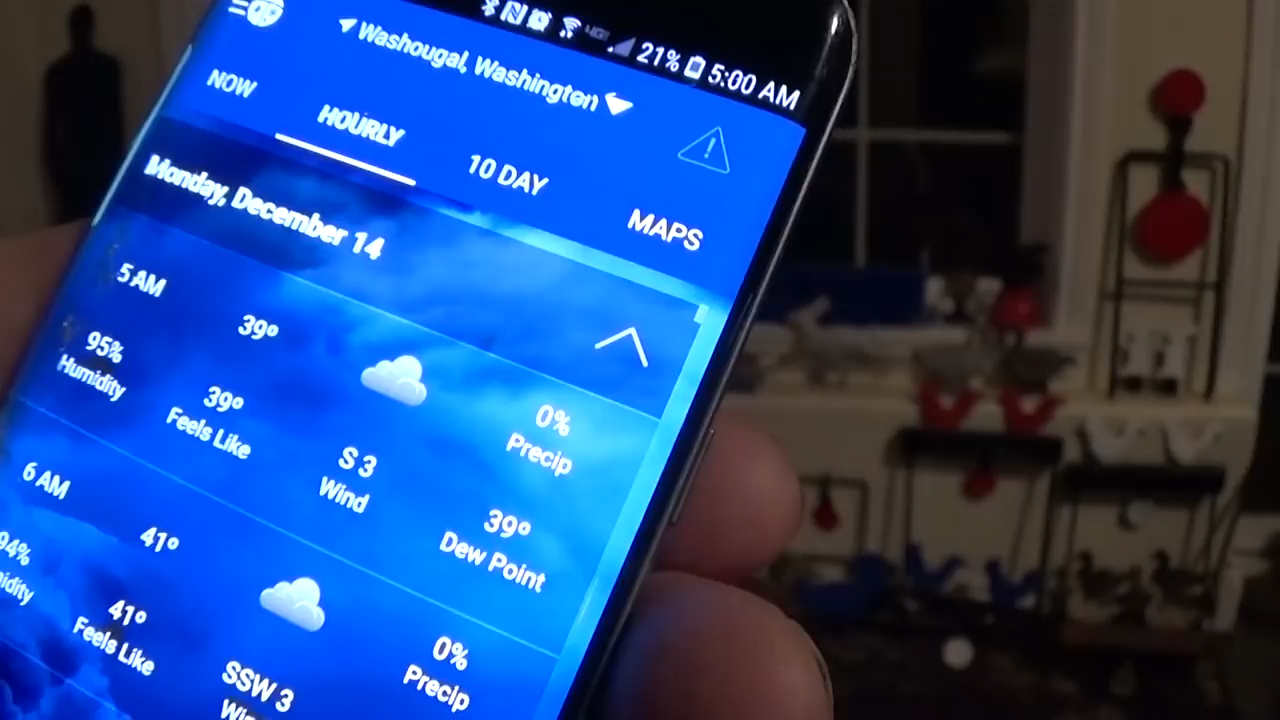 21% 5:00 AM
Washougal, Washington
NOW HOURLY 10 DAY MAPS
Monday, December 14
5 AM 39° 0% Precip
95% Humidity 39° Feels Like S 3 Wind 39° Dew Point
6 AM 41° 0% Precip
94% 41° Feels Like SSW 3